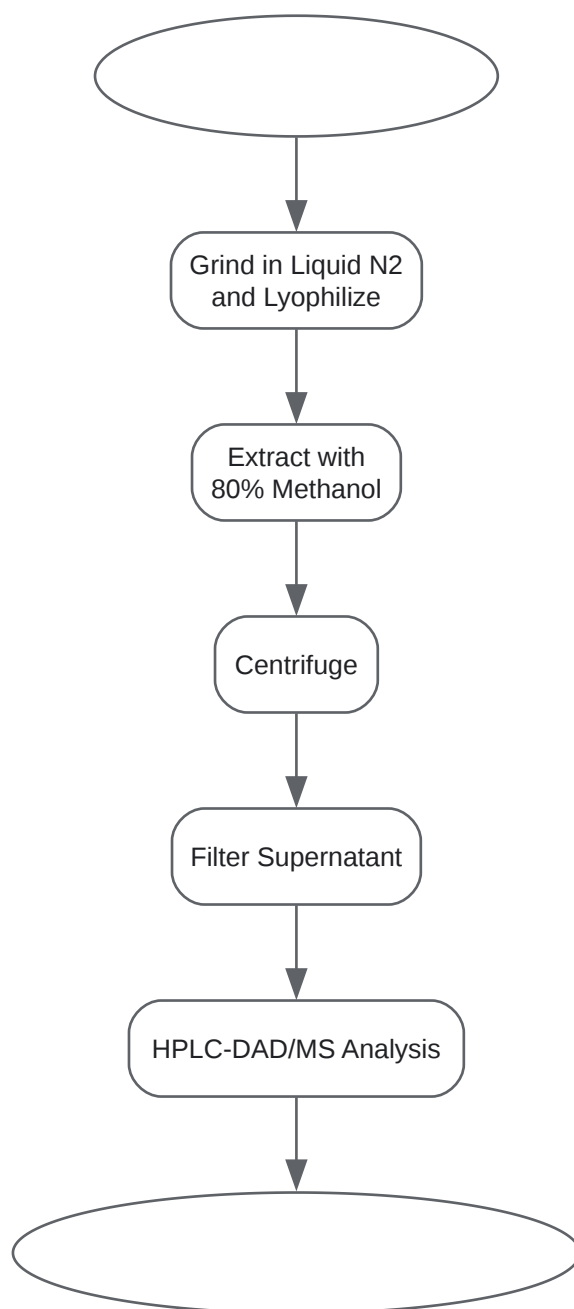 Grind in Liquid N2
and Lyophilize
Extract with
80% Methanol
Centrifuge
Filter Supernatant
HPLC-DAD/MS Analysis